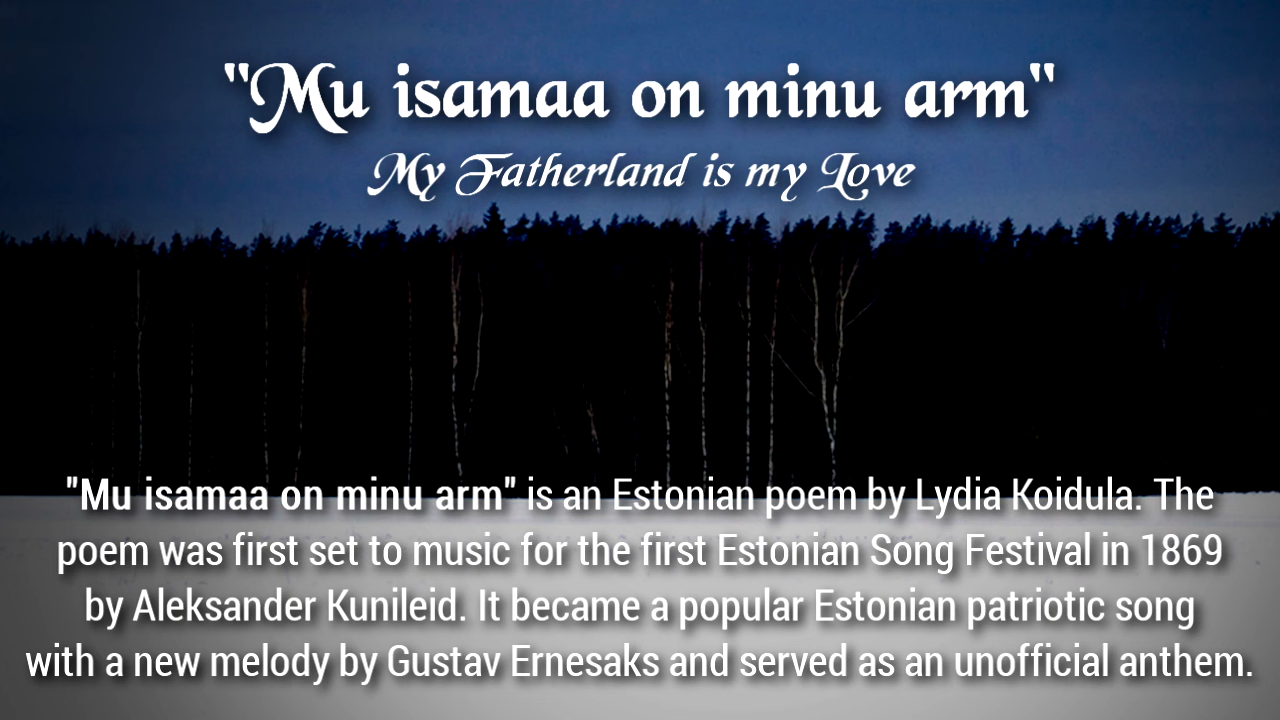 "Mu isamaa on minu arm"
My Fatherland is my Love
"Mu isamaa on minu arm" is an Estonian poem by Lydia Koidula. The
poem was first set to music for the first Estonian Song Festival in 1869
by Aleksander Kunileid. It became a popular Estonian patriotic song
with a new melody by Gustav Ernesaks and served as an unofficial anthem.